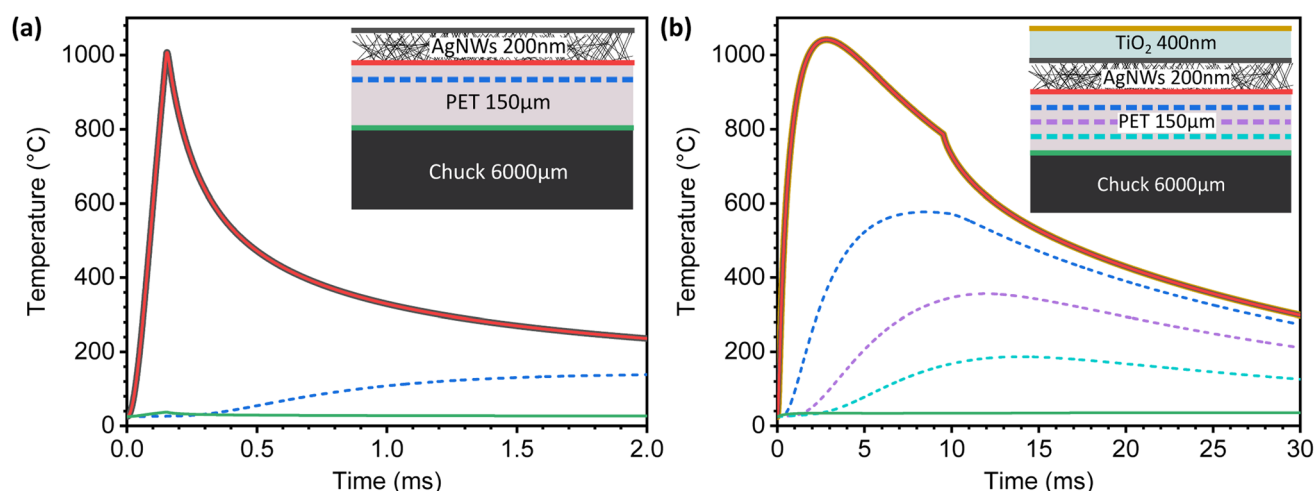 (a)
1000
800
600
400
200
0
Temperature (°C)
0.0 0.5 1.0 1.5 2.0
Time (ms)
AgNWs 200nm
PET 150µm
Chuck 6000µm
(b)
1000
800
600
400
200
0
Temperature (°C)
0 5 10 15 20 25 30
Time (ms)
TiO₂ 400nm
AgNWs 200nm
PET 150µm
Chuck 6000µm